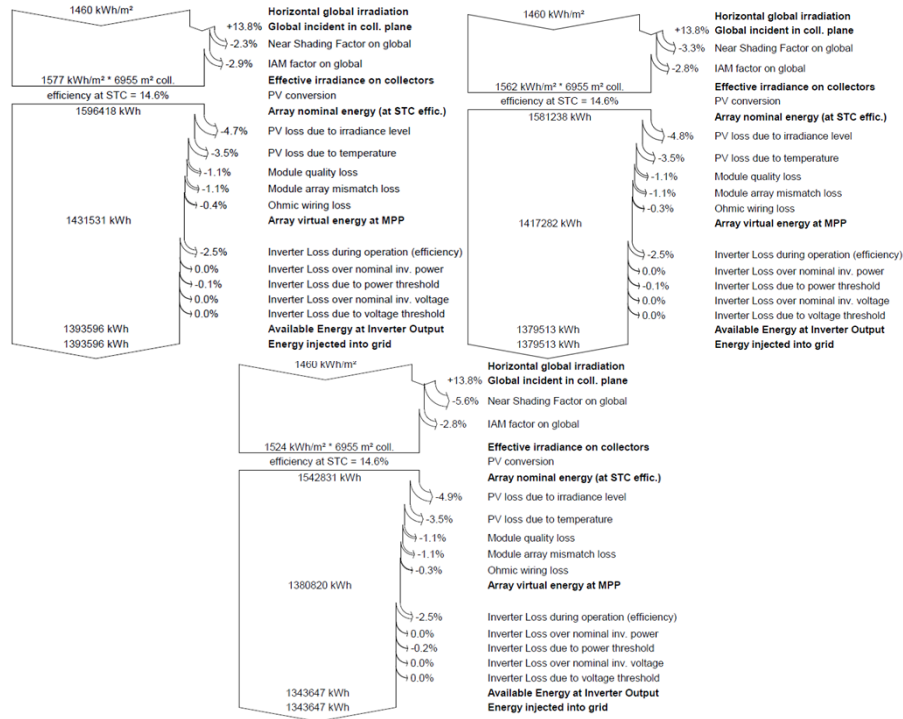 1460 kWh/m² Horizontal global irradiation
+13.8% Global incident in coll. plane
-2.3% Near Shading Factor on global
-2.9% IAM factor on global
1577 kWh/m² * 6955 m² coll. Effective irradiance on collectors
efficiency at STC = 14.6% PV conversion
1596418 kWh Array nominal energy (at STC effic.)
-4.7% PV loss due to irradiance level
-3.5% PV loss due to temperature
-1.1% Module quality loss
-1.1% Module array mismatch loss
-0.4% Ohmic wiring loss
1431531 kWh Array virtual energy at MPP
-2.5% Inverter Loss during operation (efficiency)
0.0% Inverter Loss over nominal inv. power
-0.1% Inverter Loss due to power threshold
0.0% Inverter Loss over nominal inv. voltage
0.0% Inverter Loss due to voltage threshold
1393596 kWh Available Energy at Inverter Output
1393596 kWh Energy injected into grid
1460 kWh/m² Horizontal global irradiation
+13.8% Global incident in coll. plane
-3.3% Near Shading Factor on global
-2.8% IAM factor on global
1562 kWh/m² * 6955 m² coll. Effective irradiance on collectors
efficiency at STC = 14.6% PV conversion
1581238 kWh Array nominal energy (at STC effic.)
-4.8% PV loss due to irradiance level
-3.5% PV loss due to temperature
-1.1% Module quality loss
-1.1% Module array mismatch loss
-0.3% Ohmic wiring loss
1417282 kWh Array virtual energy at MPP
-2.5% Inverter Loss during operation (efficiency)
0.0% Inverter Loss over nominal inv. power
-0.1% Inverter Loss due to power threshold
0.0% Inverter Loss over nominal inv. voltage
0.0% Inverter Loss due to voltage threshold
1379513 kWh Available Energy at Inverter Output
1379513 kWh Energy injected into grid
1460 kWh/m² Horizontal global irradiation
+13.8% Global incident in coll. plane
-5.6% Near Shading Factor on global
-2.8% IAM factor on global
1524 kWh/m² * 6955 m² coll. Effective irradiance on collectors
efficiency at STC = 14.6% PV conversion
1542831 kWh Array nominal energy (at STC effic.)
-4.9% PV loss due to irradiance level
-3.5% PV loss due to temperature
-1.1% Module quality loss
-1.1% Module array mismatch loss
-0.3% Ohmic wiring loss
1380820 kWh Array virtual energy at MPP
-2.5% Inverter Loss during operation (efficiency)
0.0% Inverter Loss over nominal inv. power
-0.2% Inverter Loss due to power threshold
0.0% Inverter Loss over nominal inv. voltage
0.0% Inverter Loss due to voltage threshold
1343647 kWh Available Energy at Inverter Output
1343647 kWh Energy injected into grid